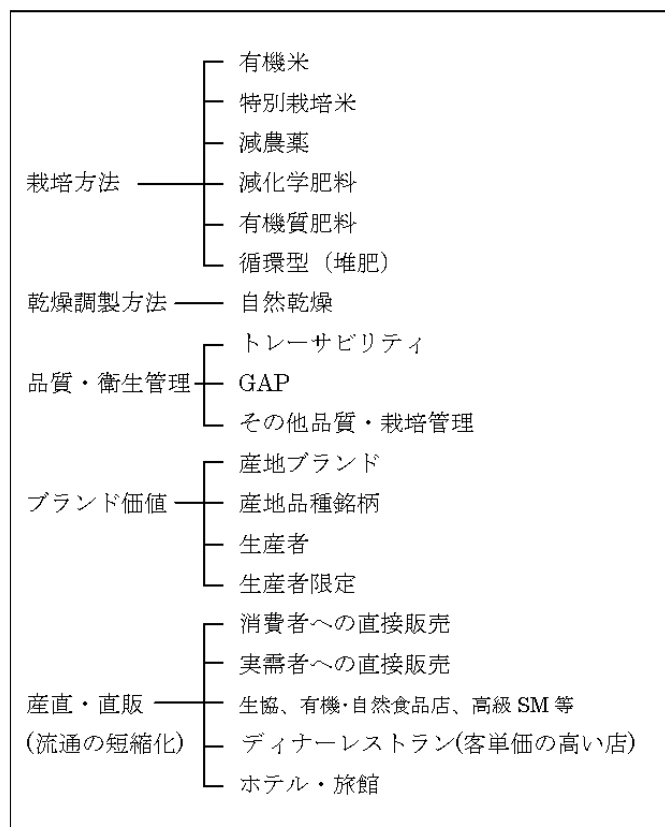 有機米
特別栽培米
減農薬
栽培方法
減化学肥料
有機質肥料
循環型（堆肥）
乾燥調製方法
自然乾燥
トレーサビリティ
品質・衛生管理
GAP
その他品質・栽培管理
産地ブランド
ブランド価値
産地品種銘柄
生産者
生産者限定
消費者への直接販売
実需者への直接販売
産直・直販
生協、有機･自然食品店、高級 SM 等
(流通の短縮化)
ディナーレストラン(客単価の高い店)
ホテル・旅館